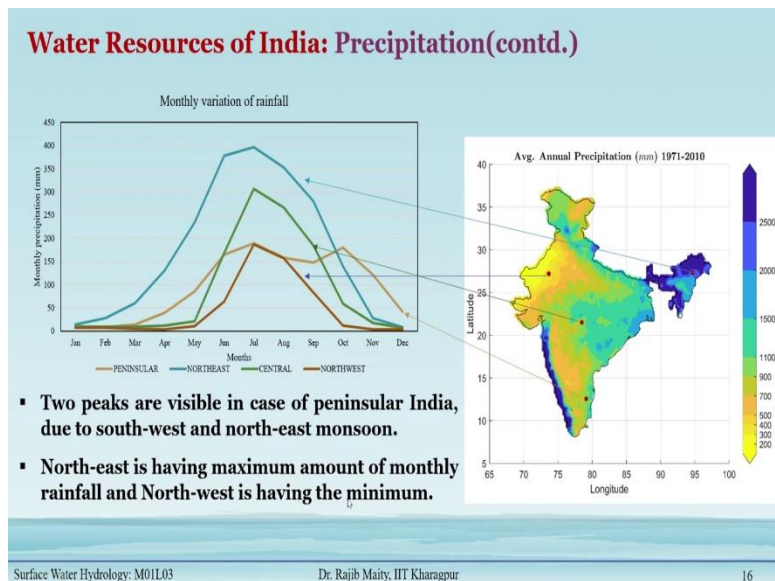 Water Resources of India: Precipitation(contd.)
Monthly variation of rainfall
450
400
350
300
250
200
150
100
50
0
Monthly precipitation (mm)
Jan Feb Mar Apr May Jun Jul Aug Sep Oct Nov Dec
Months
PENINSULAR NORTHEAST CENTRAL NORTHWEST
Avg. Annual Precipitation (mm) 1971-2010
40
35
30
25
20
15
10
5
Latitude
65 70 75 80 85 90 95 100
Longitude
2500
2000
1500
1100
900
700
500
400
300
200
▪ Two peaks are visible in case of peninsular India,
due to south-west and north-east monsoon.
▪ North-east is having maximum amount of monthly
rainfall and North-west is having the minimum.
Surface Water Hydrology: M01L03 Dr. Rajib Maity, IIT Kharagpur 16